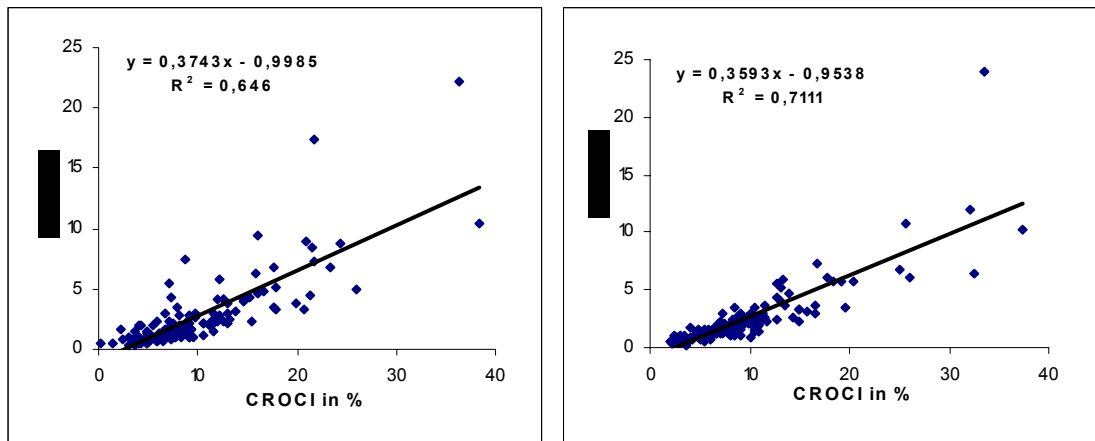 y = 0,3743x - 0,9985
R² = 0,646
25
20
15
10
5
0
0 10 20 30 40
CROCI in %
y = 0,3593x - 0,9538
R² = 0,7111
25
20
15
10
5
0
0 10 20 30 40
CROCI in %